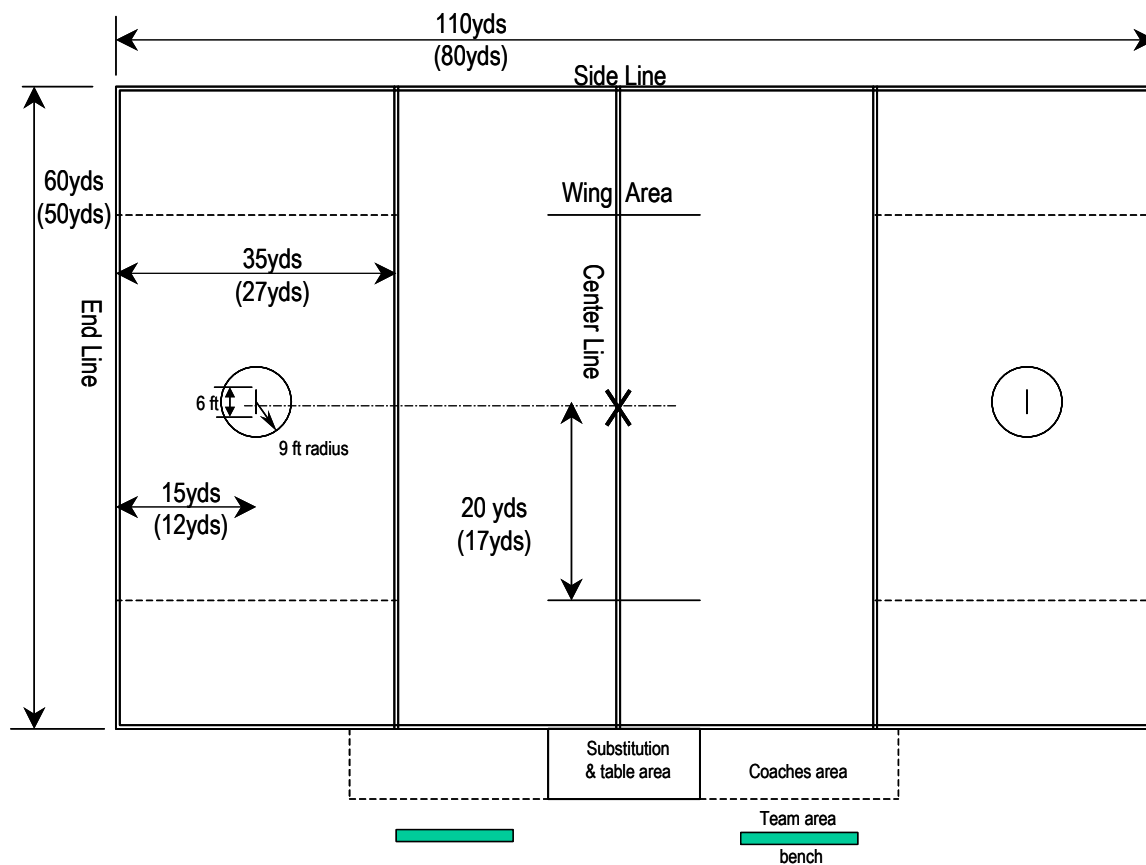 110yds
(80yds)
Side Line
60yds
(50yds)
Wing Area
35yds
(27yds)
Center Line
End Line
6 ft
9 ft radius
15yds
(12yds)
20 yds
(17yds)
Substitution
& table area
Coaches area
Team area
bench